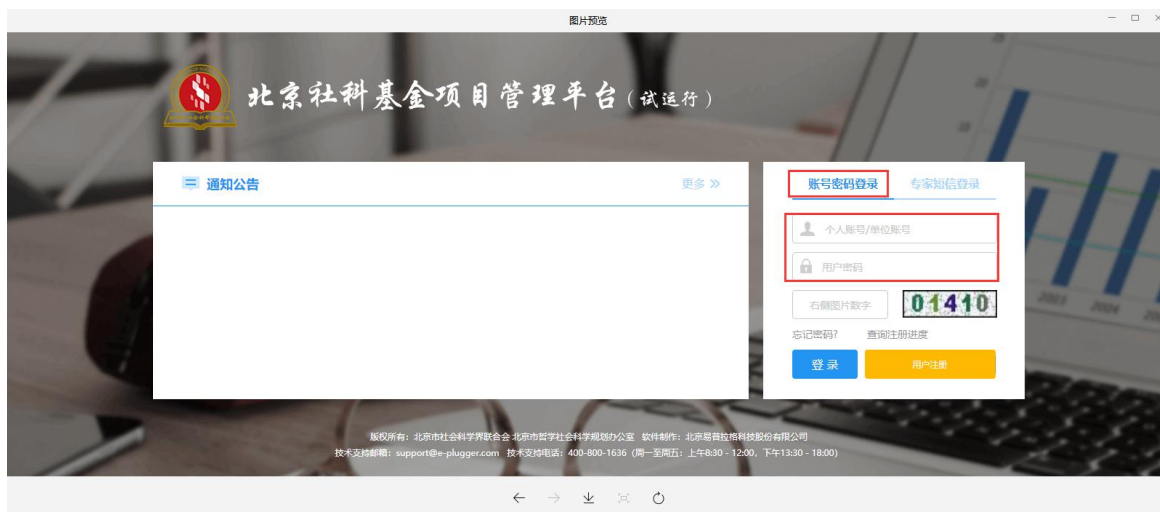 图片预览
北京社科基金项目管理平台(试运行)
通知公告
更多
账号密码登录
专家短信登录
个人账号/单位账号
用户密码
右侧图片数字
01410
忘记密码?
查询注册进度
登 录
用户注册
版权所有：北京市社会科学界联合会 北京市哲学社会科学规划办公室 软件制作：北京易普拉格科技股份有限公司
技术支持邮箱：support@e-plugger.com 技术支持电话：400-800-1636 (周一至周五：上午8:30 - 12:00, 下午13:30 - 18:00)
2003
2004